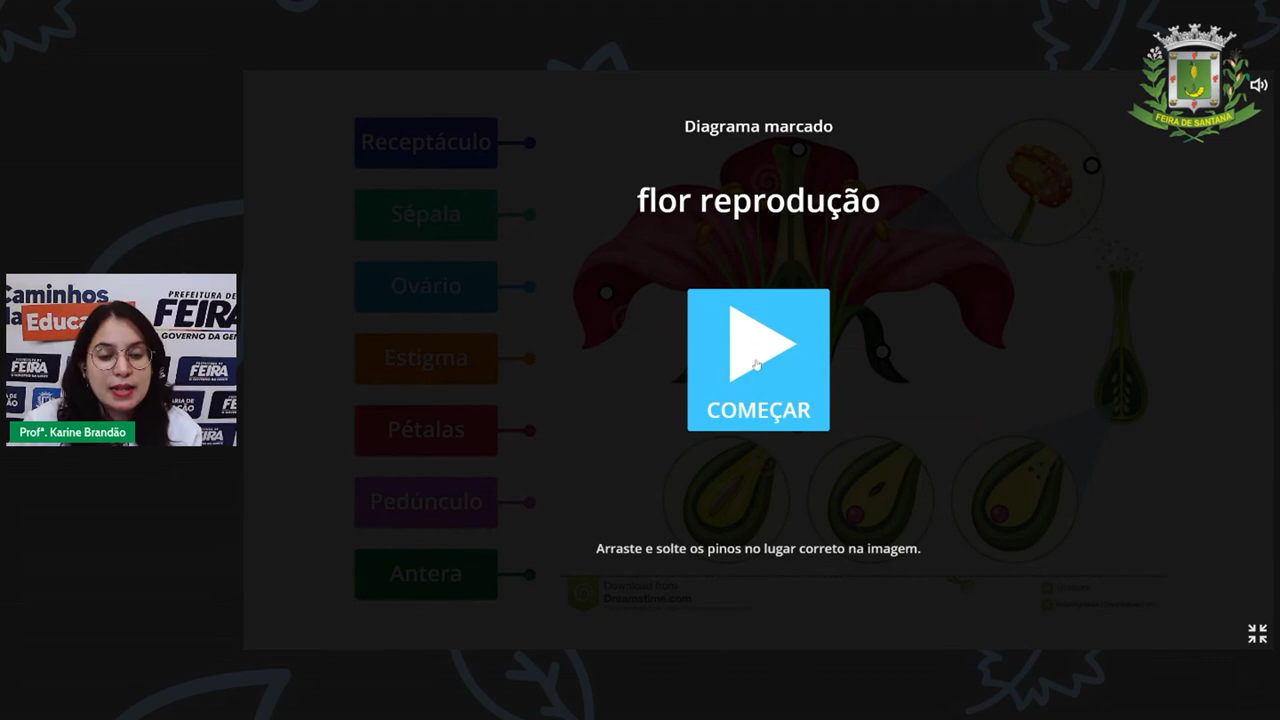 FEIRA DE SANTANA
Diagrama marcado
flor reprodução
Receptáculo
Sépala
Ovário
Estigma
Pétalas
Pedúnculo
Antera
COMEÇAR
Arraste e solte os pinos no lugar correto na imagem.
Download from
Dreamstime.com
Caminhos
da
Educa
PREFEITURA DE
FEIRA
GOVERNO DA GEN
FEIRA
FEIRA
Profª. Karine Brandão